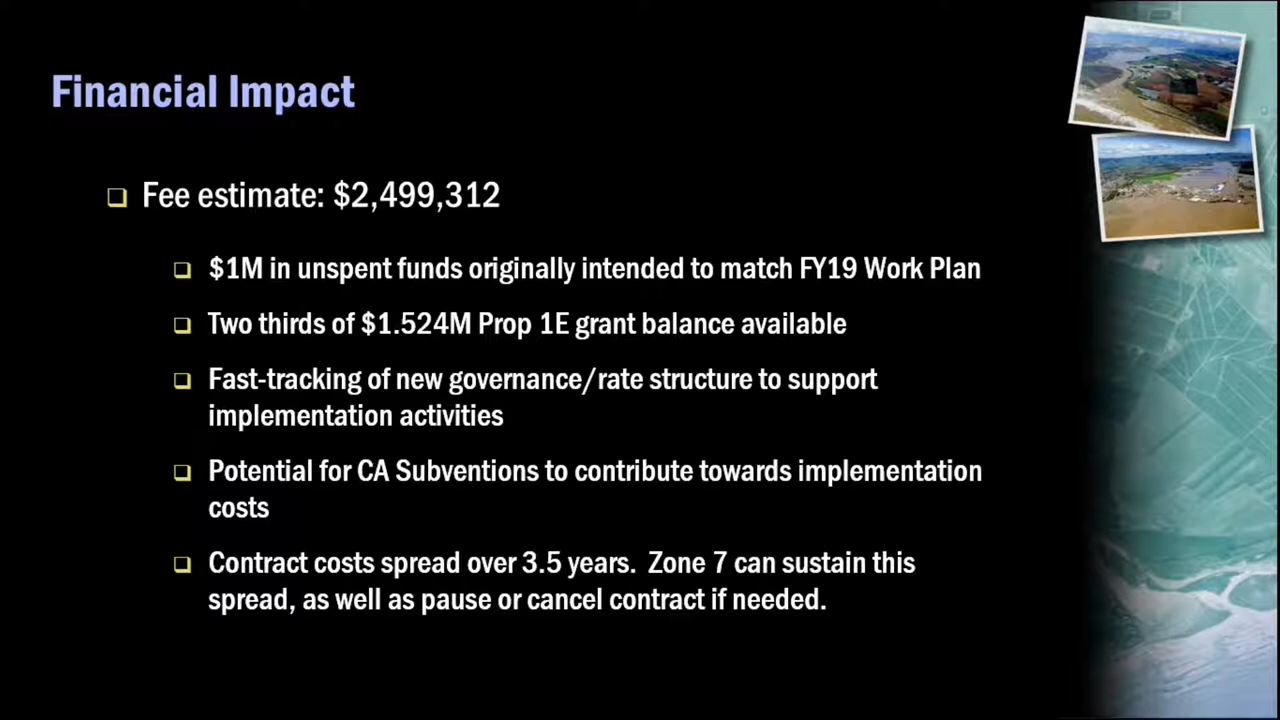 Financial Impact
Fee estimate: $2,499,312
$1M in unspent funds originally intended to match FY19 Work Plan
Two thirds of $1.524M Prop 1E grant balance available
Fast-tracking of new governance/rate structure to support
implementation activities
Potential for CA Subventions to contribute towards implementation
costs
Contract costs spread over 3.5 years.  Zone 7 can sustain this
spread, as well as pause or cancel contract if needed.